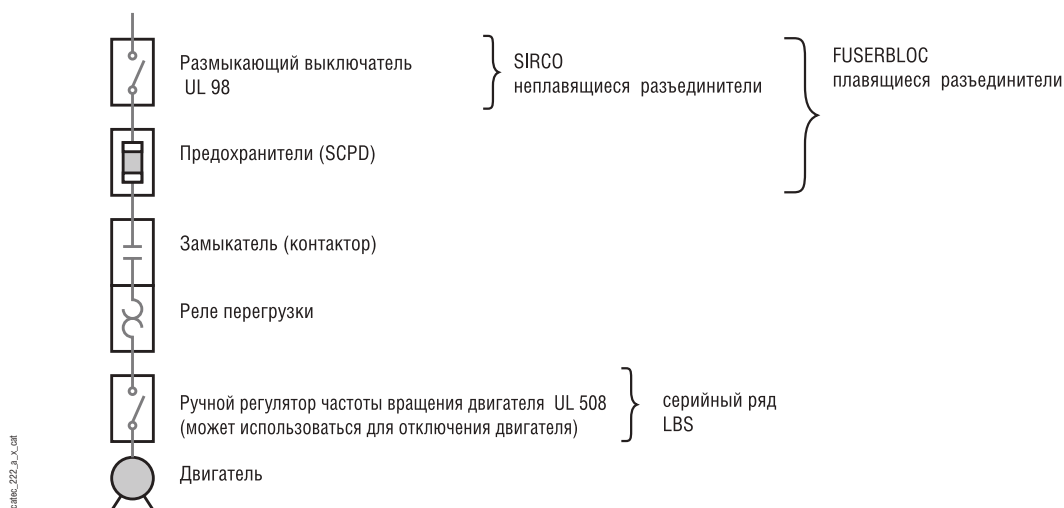 Размыкающий выключатель
UL 98
SIRCO
неплавящиеся разъединители
FUSERBLOC
плавящиеся разъединители
Предохранители (SCPD)
Замыкатель (контактор)
Реле перегрузки
Ручной регулятор частоты вращения двигателя UL 508
(может использоваться для отключения двигателя)
серийный ряд
LBS
Двигатель
catec_222_a_x_cat